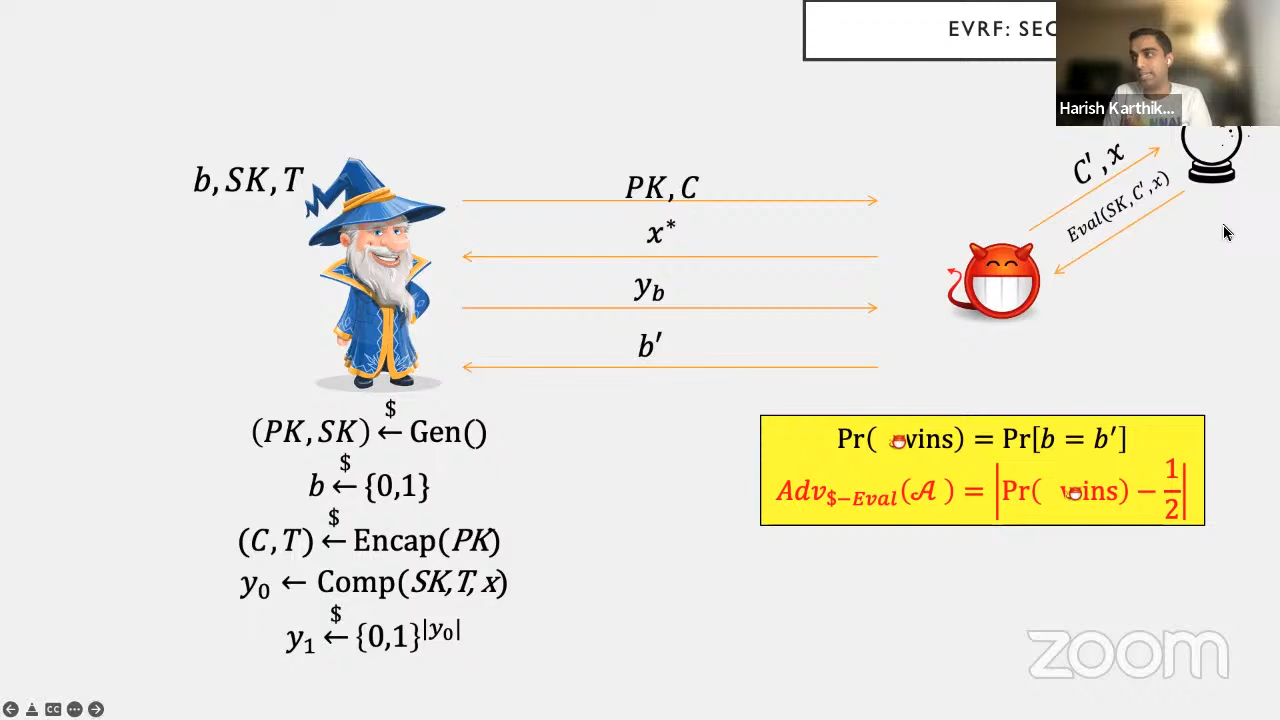 EVRF: SEC
Harish Karthik...
b, SK, T
PK, C
x*
y_b
b′
C′, x
Eval(SK, C′, x)
(PK, SK) $← Gen()
b $← {0,1}
(C, T) $← Encap(PK)
y_0 ← Comp(SK, T, x)
y_1 $← {0,1}^|y_0|
Pr( wins) = Pr[b = b′]
Adv_$−Eval(𝒜 ) = |Pr( wins) − 1/2|
CC
zoom